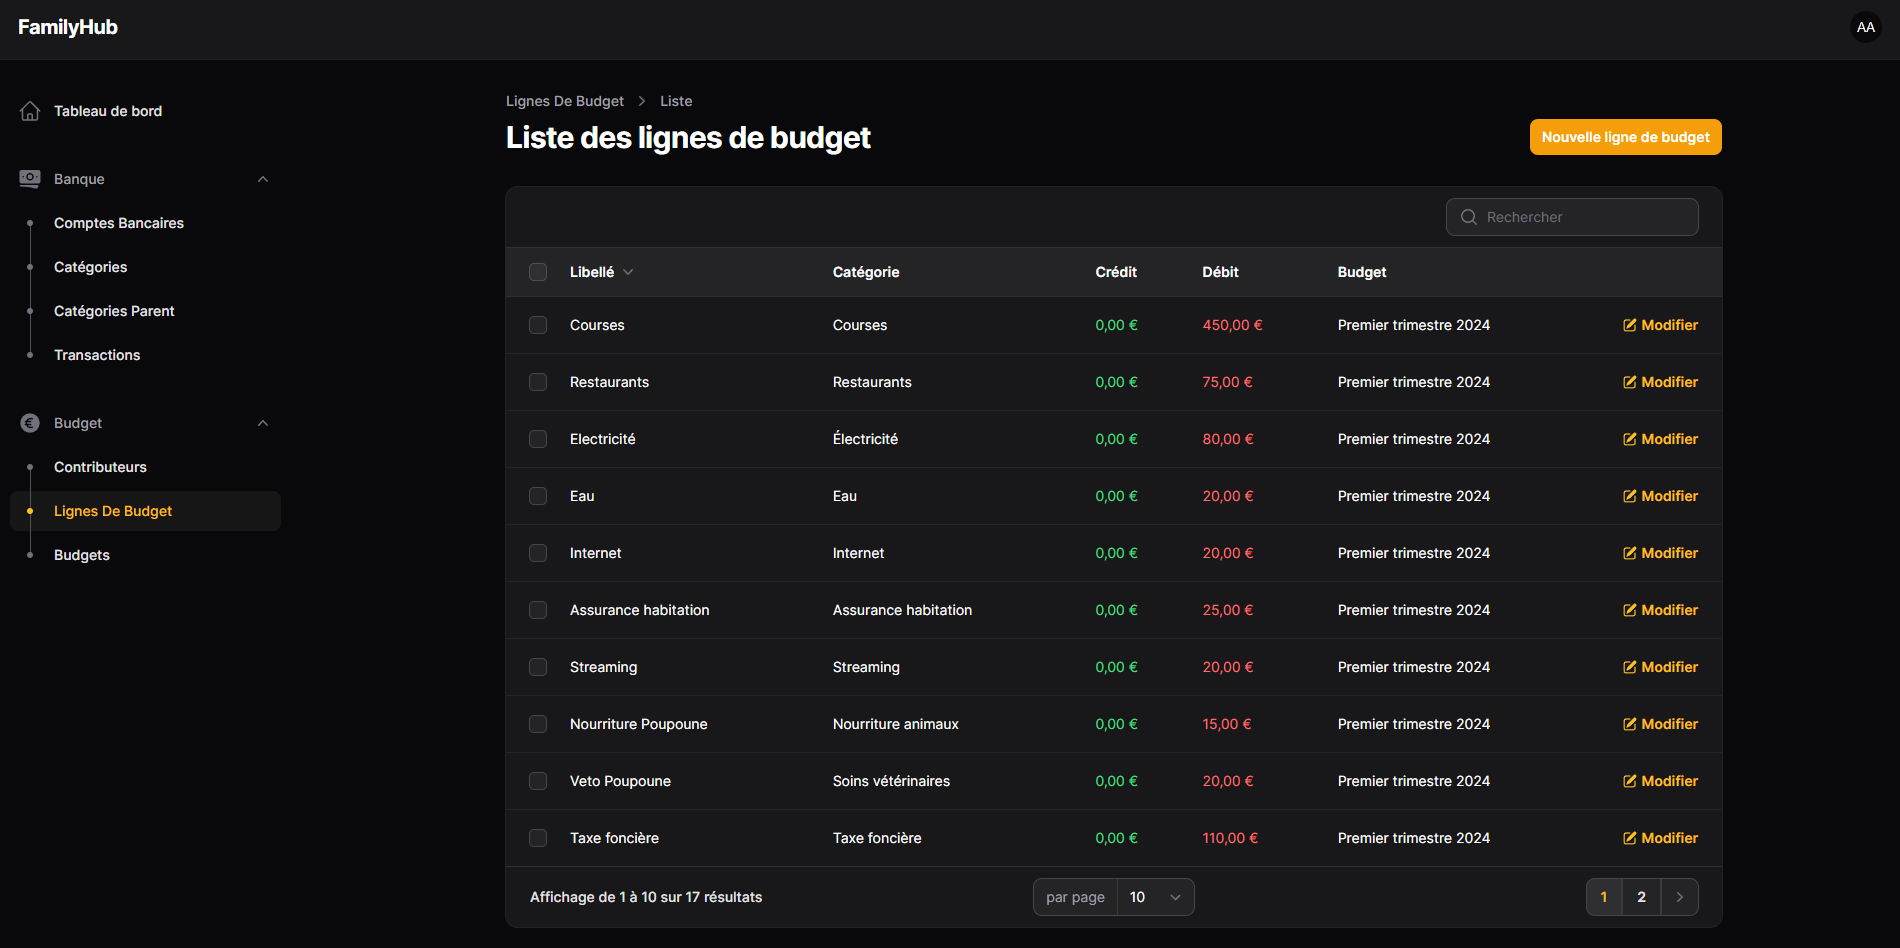 FamilyHub
AA
Tableau de bord
Banque
Comptes Bancaires
Catégories
Catégories Parent
Transactions
Budget
Contributeurs
Lignes De Budget
Budgets
Lignes De Budget > Liste
Liste des lignes de budget
Nouvelle ligne de budget
Rechercher
Libellé Catégorie Crédit Débit Budget
Courses Courses 0,00 € 450,00 € Premier trimestre 2024 Modifier
Restaurants Restaurants 0,00 € 75,00 € Premier trimestre 2024 Modifier
Electricité Électricité 0,00 € 80,00 € Premier trimestre 2024 Modifier
Eau Eau 0,00 € 20,00 € Premier trimestre 2024 Modifier
Internet Internet 0,00 € 20,00 € Premier trimestre 2024 Modifier
Assurance habitation Assurance habitation 0,00 € 25,00 € Premier trimestre 2024 Modifier
Streaming Streaming 0,00 € 20,00 € Premier trimestre 2024 Modifier
Nourriture Poupoune Nourriture animaux 0,00 € 15,00 € Premier trimestre 2024 Modifier
Veto Poupoune Soins vétérinaires 0,00 € 20,00 € Premier trimestre 2024 Modifier
Taxe foncière Taxe foncière 0,00 € 110,00 € Premier trimestre 2024 Modifier
Affichage de 1 à 10 sur 17 résultats par page 10 1 2